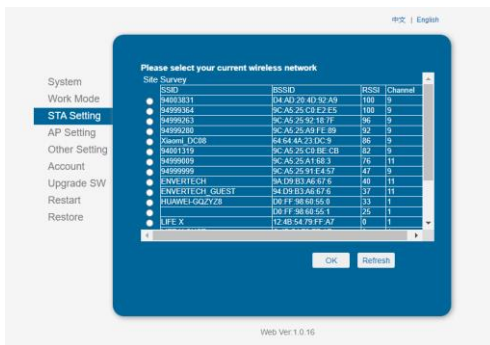 中文 | English
Please select your current wireless network
Site Survey
SSID BSSID RSSI Channel
94003831 D4:AD:20:4D:92:A9 100 9
94999364 9C:A5:25:C0:E2:E5 100 9
94999263 9C:A5:25:92:18:7F 96 9
94999280 9C:A5:25:A9:FE:89 92 9
Xiaomi_DC08 64:64:4A:23:DC:9 86 9
94001319 9C:A5:25:C0:BE:CB 82 9
94999009 9C:A5:25:A1:68:3 76 11
94999999 9C:A5:25:91:E4:57 47 9
ENVERTECH 9A:D9:B3:A6:67:6 40 11
ENVERTECH_GUEST 94:D9:B3:A6:67:6 37 11
HUAWEI-GQZYZ8 D0:FF:98:60:55:0 33 1
D0:FF:98:60:55:1 25 1
LIFE X 12:4B:54:79:FF:A7 0 1
System
Work Mode
STA Setting
AP Setting
Other Setting
Account
Upgrade SW
Restart
Restore
OK Refresh
Web Ver:1.0.16